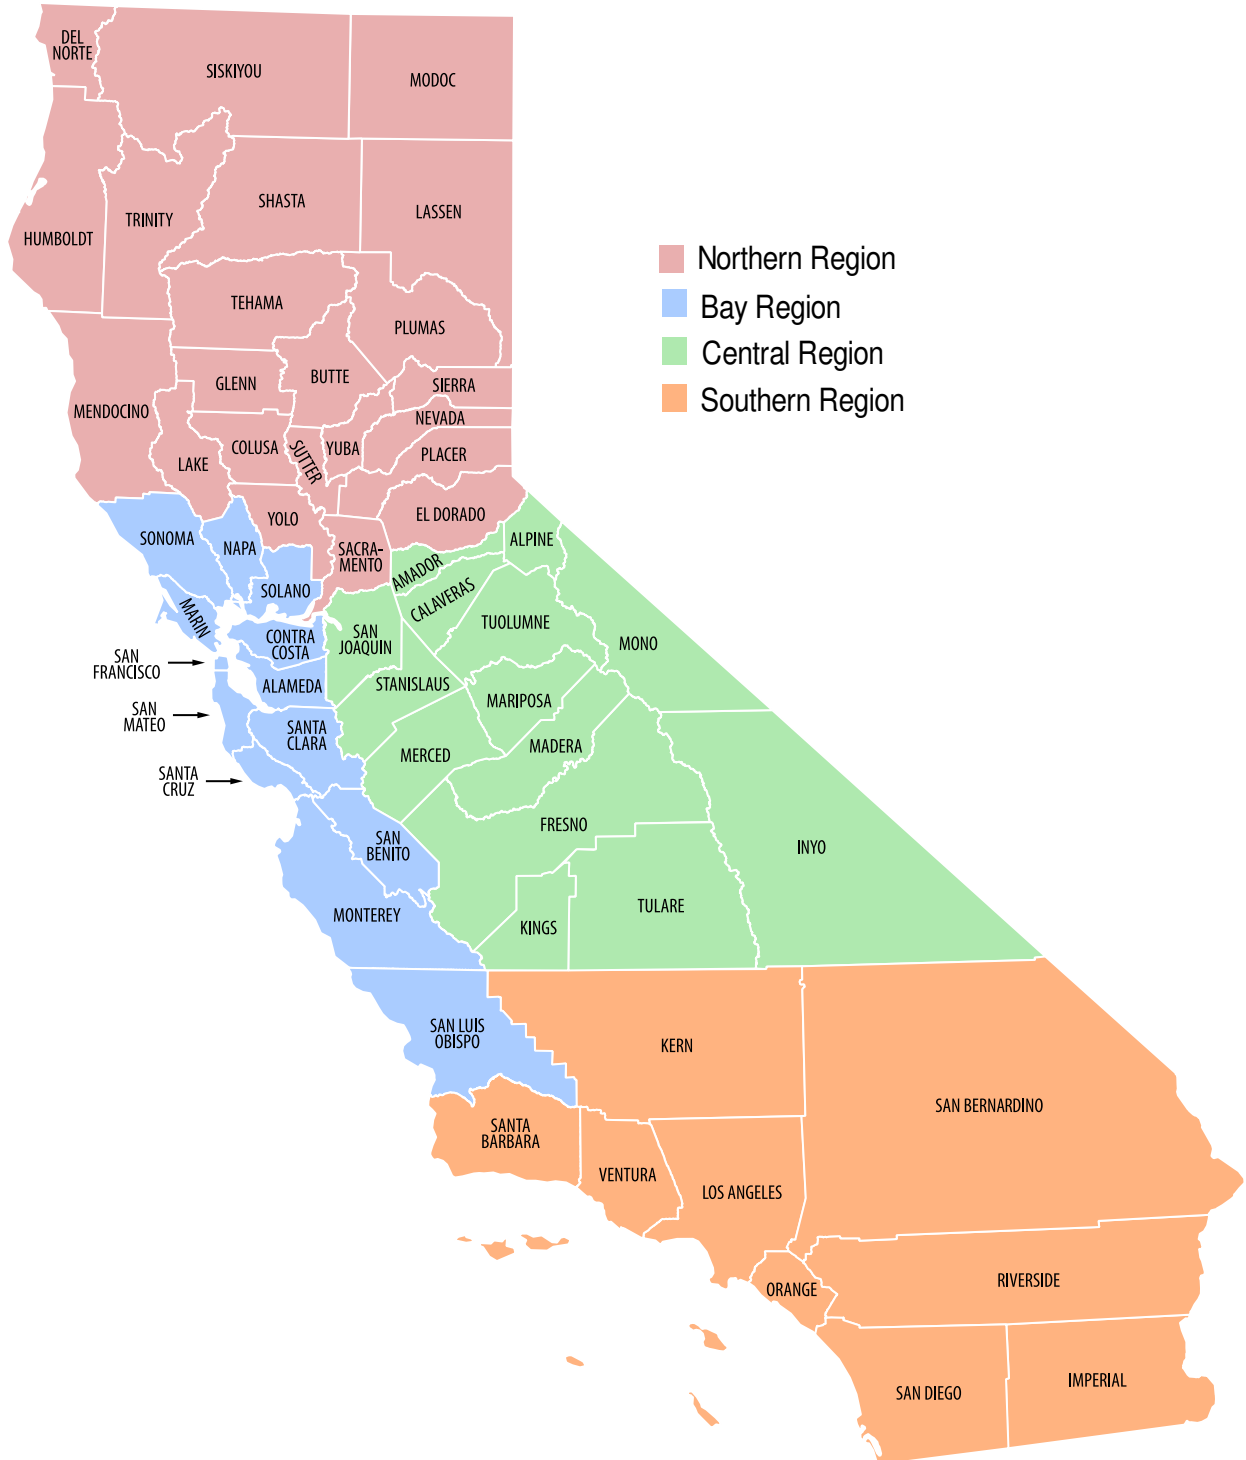 DEL
NORTE
SISKIYOU
MODOC
HUMBOLDT
TRINITY
SHASTA
LASSEN
TEHAMA
PLUMAS
MENDOCINO
GLENN
BUTTE
SIERRA
NEVADA
LAKE
COLUSA
SUTTER
YUBA
PLACER
EL DORADO
YOLO
SACRA-
MENTO
SONOMA
NAPA
SOLANO
MARIN
CONTRA
COSTA
SAN
FRANCISCO
ALAMEDA
SAN
MATEO
SANTA
CLARA
SANTA
CRUZ
SAN
BENITO
MONTEREY
SAN LUIS
OBISPO
ALPINE
AMADOR
CALAVERAS
SAN
JOAQUIN
TUOLUMNE
MONO
STANISLAUS
MARIPOSA
MERCED
MADERA
FRESNO
INYO
KINGS
TULARE
KERN
SAN BERNARDINO
SANTA
BARBARA
VENTURA
LOS ANGELES
ORANGE
RIVERSIDE
SAN DIEGO
IMPERIAL
Northern Region
Bay Region
Central Region
Southern Region